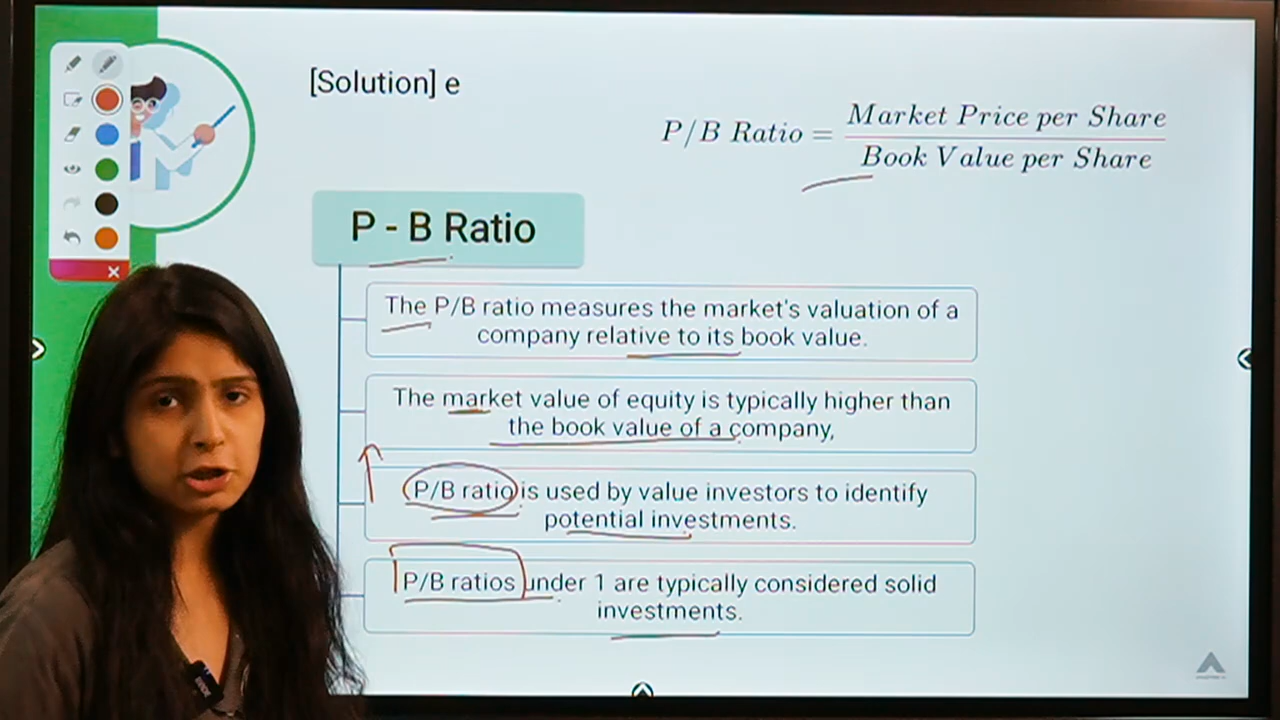 [Solution] e
P/B Ratio = Market Price per Share
Book Value per Share
P - B Ratio
The P/B ratio measures the market's valuation of a
company relative to its book value.
The market value of equity is typically higher than
the book value of a company,
P/B ratio is used by value investors to identify
potential investments.
P/B ratios under 1 are typically considered solid
investments.